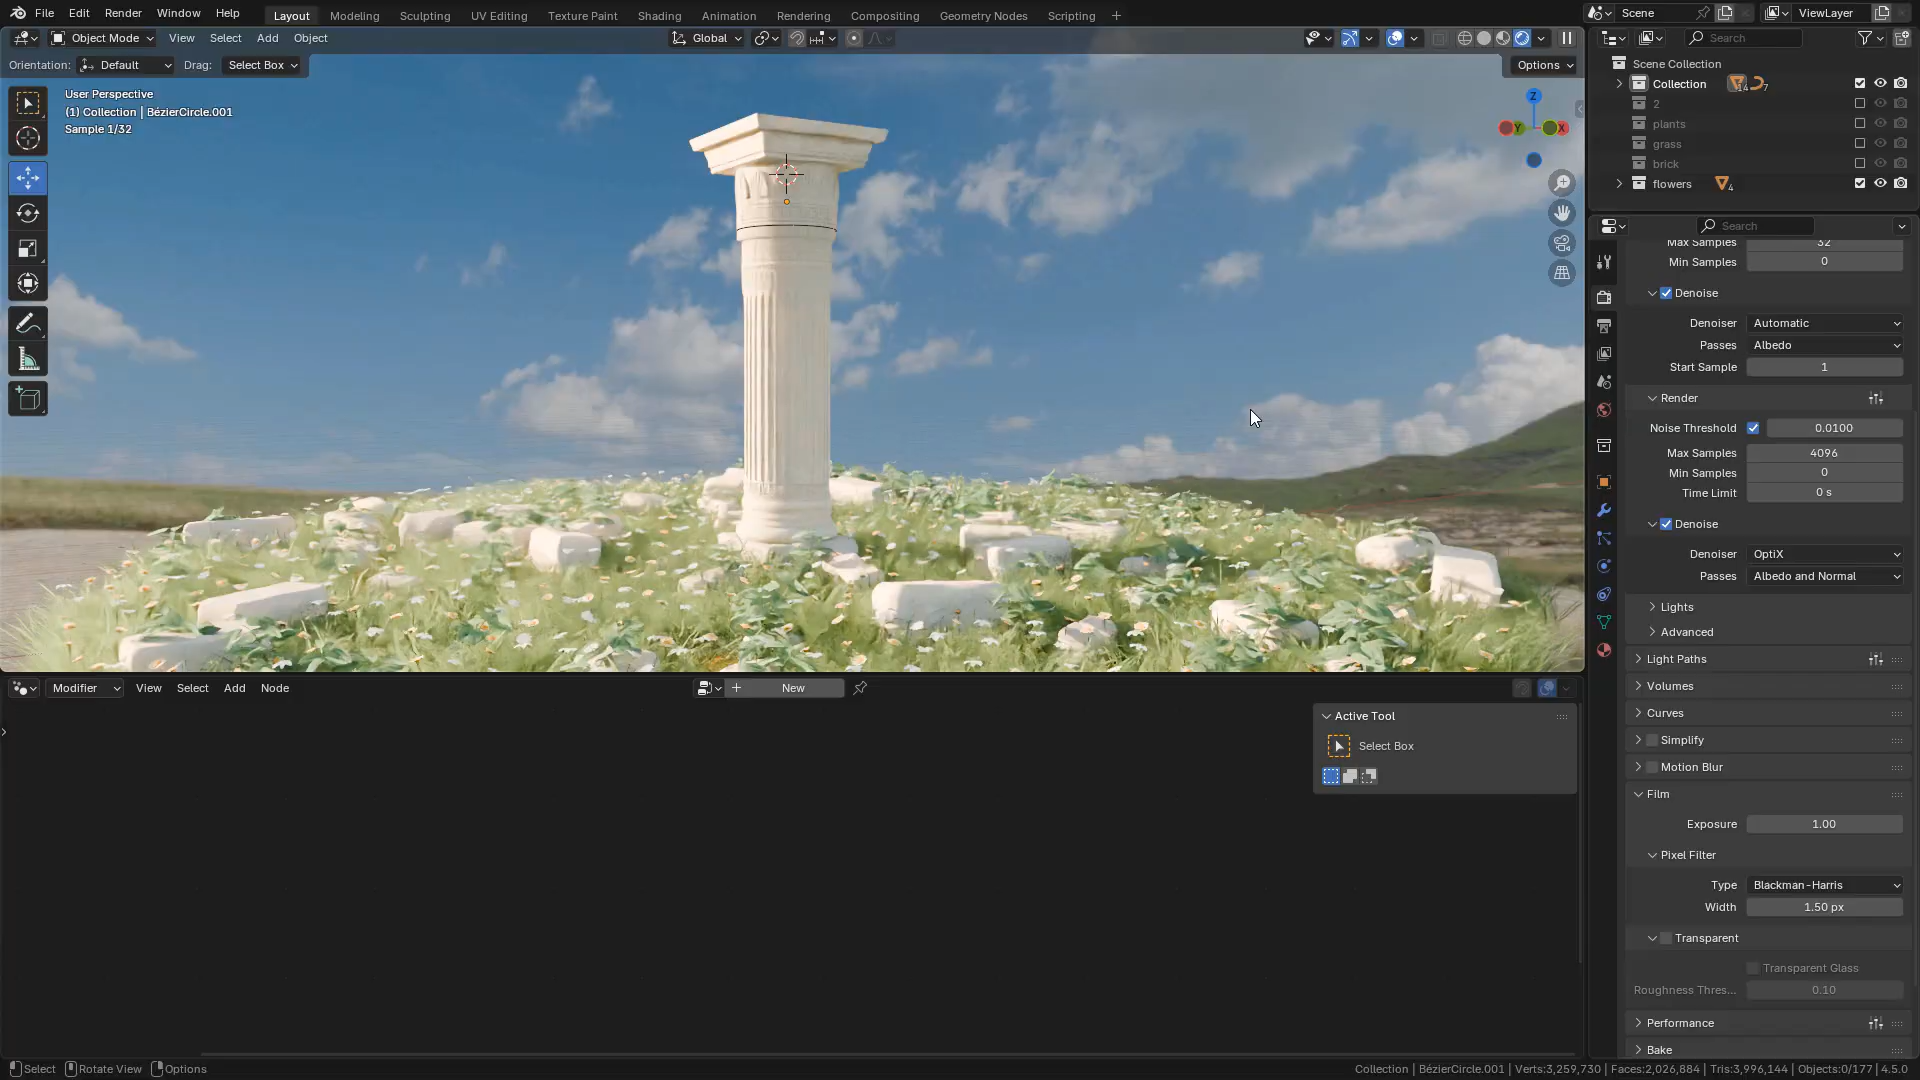 File Edit Render Window Help
Layout Modeling Sculpting UV Editing Texture Paint Shading Animation Rendering Compositing Geometry Nodes Scripting +
Scene
ViewLayer
Object Mode View Select Add Object
Global
Search
Orientation: Default Drag: Select Box
Options
User Perspective
(1) Collection | BézierCircle.001
Sample 1/32
Z
Y
X
Scene Collection
Collection 14 7
2
plants
grass
brick
flowers 4
Search
Max Samples 32
Min Samples 0
Denoise
Denoiser Automatic
Passes Albedo
Start Sample 1
Render
Noise Threshold 0.0100
Max Samples 4096
Min Samples 0
Time Limit 0 s
Denoise
Denoiser OptiX
Passes Albedo and Normal
Lights
Advanced
Light Paths
Volumes
Curves
Simplify
Motion Blur
Film
Exposure 1.00
Pixel Filter
Type Blackman-Harris
Width 1.50 px
Transparent
Transparent Glass
Roughness Thres... 0.10
Performance
Bake
Modifier View Select Add Node
+ New
Active Tool
Select Box
Select Rotate View Options
Collection | BézierCircle.001 | Verts:3,259,730 | Faces:2,026,884 | Tris:3,996,144 | Objects:0/177 | 4.5.0